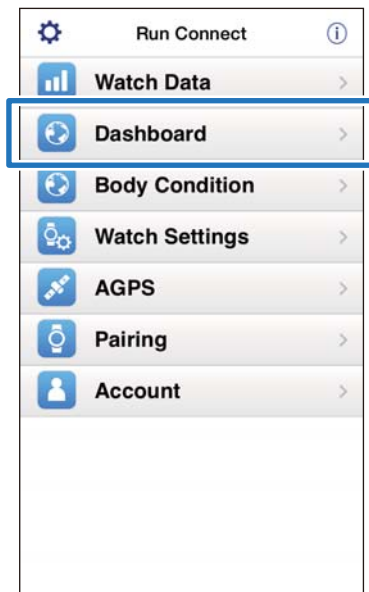 Run Connect
Watch Data
Dashboard
Body Condition
Watch Settings
AGPS
Pairing
Account